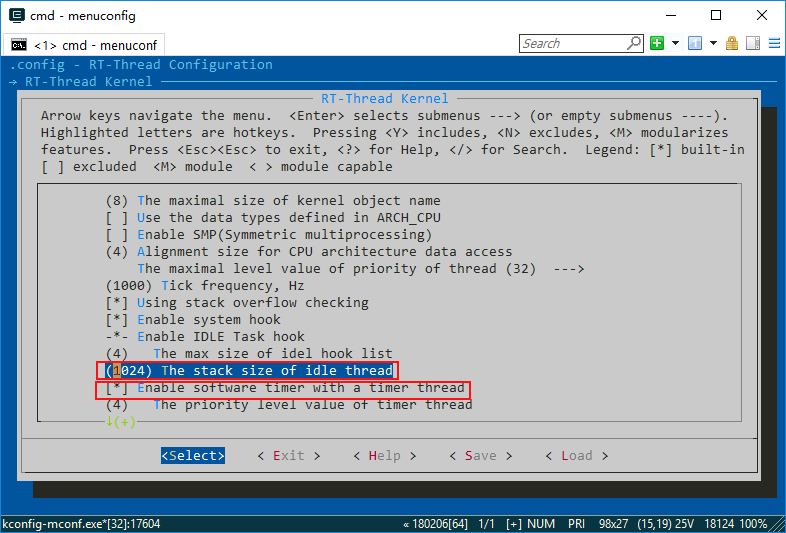 cmd - menuconfig
<1> cmd - menuconf
Search
.config - RT-Thread Configuration
→ RT-Thread Kernel
RT-Thread Kernel
Arrow keys navigate the menu.  <Enter> selects submenus ---> (or empty submenus ----).
Highlighted letters are hotkeys.  Pressing <Y> includes, <N> excludes, <M> modularizes
features.  Press <Esc><Esc> to exit, <?> for Help, </> for Search.  Legend: [*] built-in
[ ] excluded  <M> module  < > module capable
(8) The maximal size of kernel object name
[ ] Use the data types defined in ARCH_CPU
[ ] Enable SMP(Symmetric multiprocessing)
(4) Alignment size for CPU architecture data access
The maximal level value of priority of thread (32)  --->
(1000) Tick frequency, Hz
[*] Using stack overflow checking
[*] Enable system hook
-*- Enable IDLE Task hook
(4)   The max size of idel hook list
(1024) The stack size of idle thread
[*] Enable software timer with a timer thread
(4)   The priority level value of timer thread
↓(+)
<Select>    < Exit >    < Help >    < Save >    < Load >
kconfig-mconf.exe*[32]:17604    « 180206[64]  1/1  [+] NUM  PRI  98x27  (15,19) 25V  18124  100%